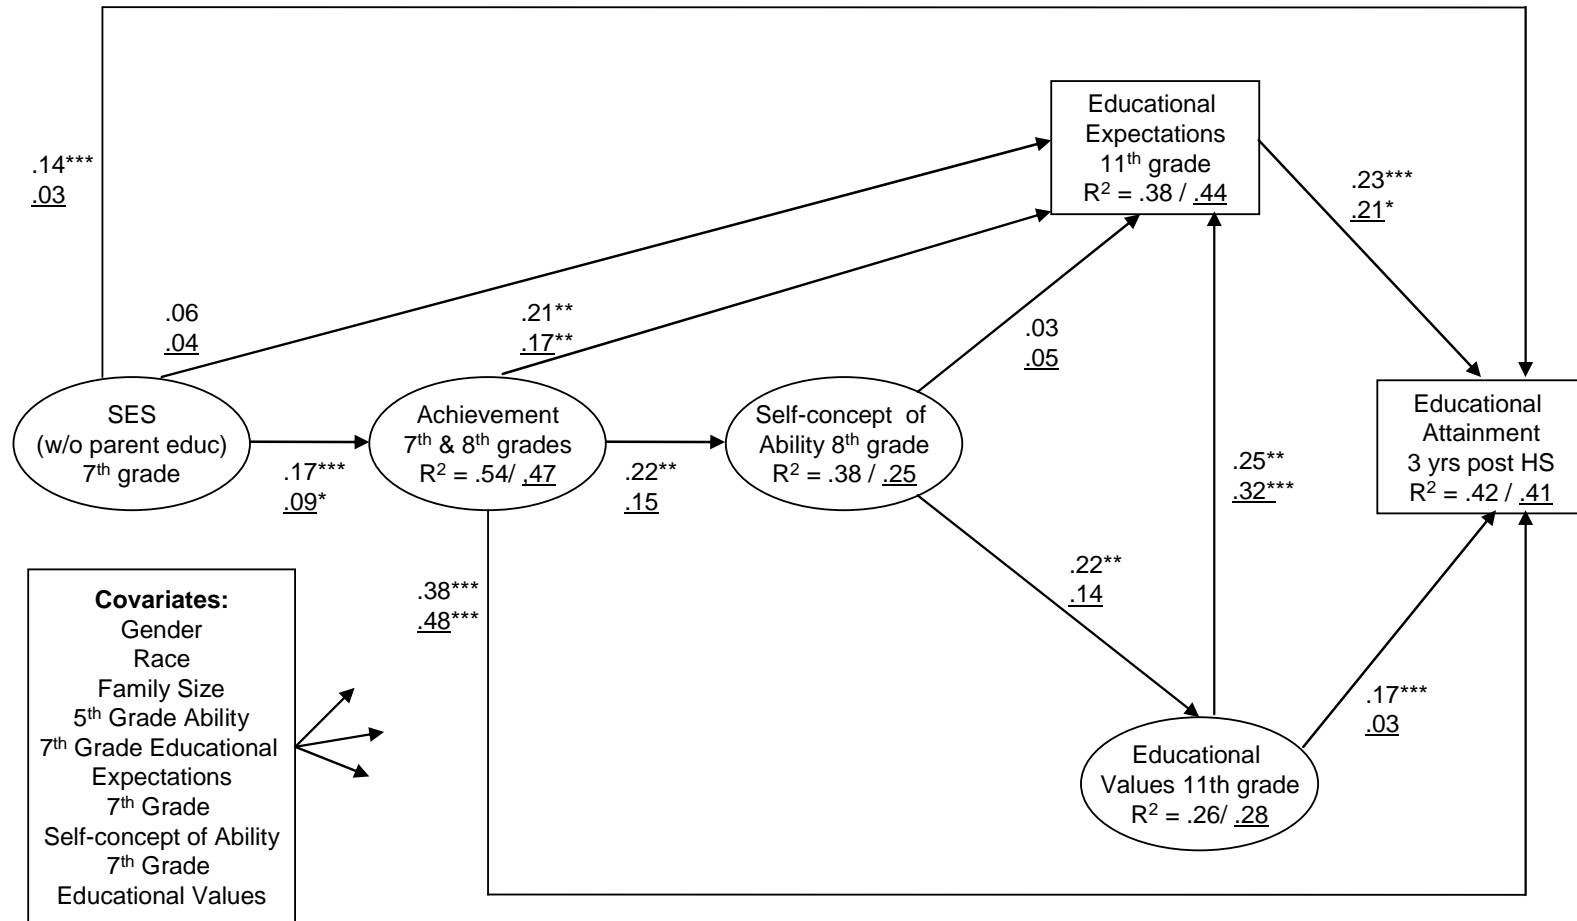 Educational
Expectations
11th grade
R2 = .38 / .44
.14***
.03
.23***
.21*
.06
.04
.21**
.17**
.03
.05
SES
(w/o parent educ)
7th grade
Achievement
7th & 8th grades
R2 = .54/ .47
Self-concept of
Ability 8th grade
R2 = .38 / .25
Educational
Attainment
3 yrs post HS
R2 = .42 / .41
.17***
.09*
.22**
.15
.25**
.32***
.38***
.48***
.22**
.14
.17***
.03
Educational
Values 11th grade
R2 = .26/ .28
Covariates:
Gender
Race
Family Size
5th Grade Ability
7th Grade Educational
Expectations
7th Grade
Self-concept of Ability
7th Grade
Educational Values